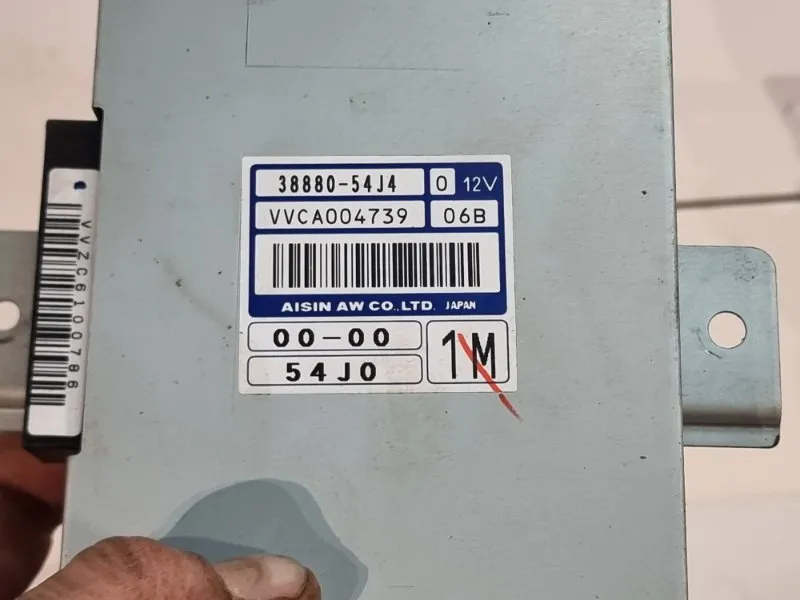 38880-54J4 0 12V
VVCA004739 06B
AISIN AW CO.,LTD. JAPAN
00-00
54J0
1M
VVZC6100786